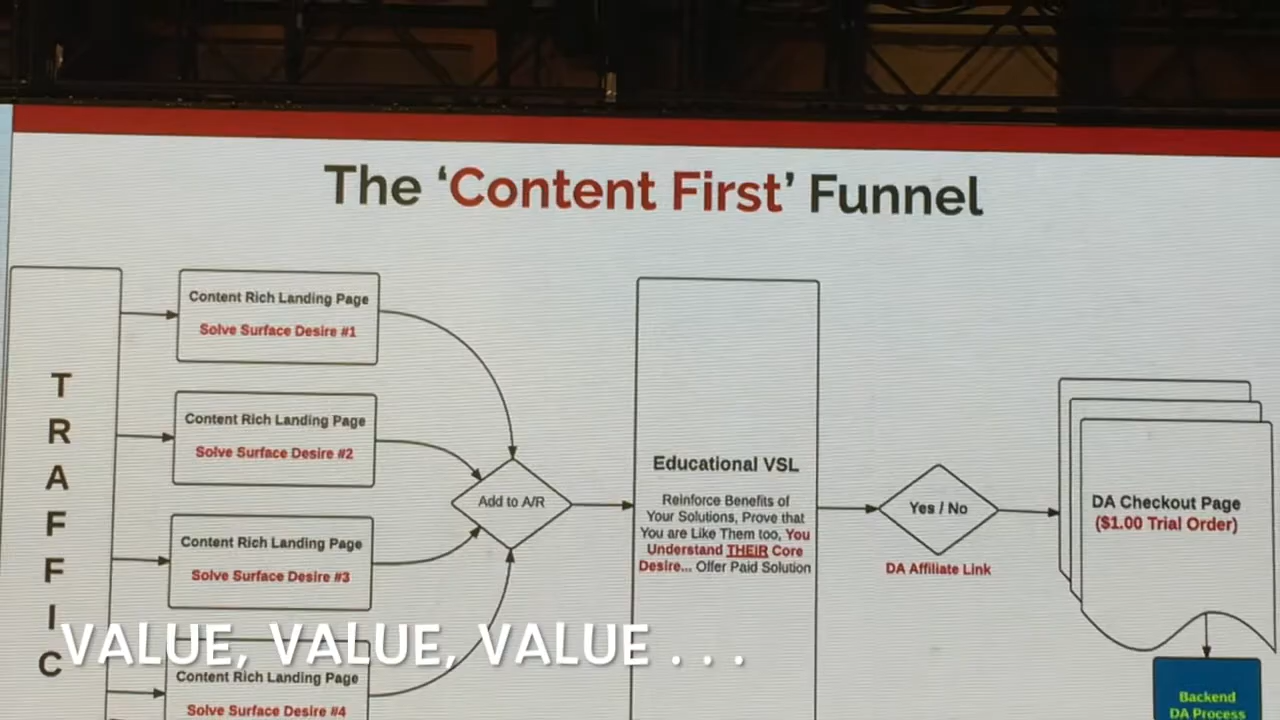 The ‘Content First’ Funnel
TRAFFIC
Content Rich Landing Page
Solve Surface Desire #1
Content Rich Landing Page
Solve Surface Desire #2
Content Rich Landing Page
Solve Surface Desire #3
Content Rich Landing Page
Solve Surface Desire #4
Add to A/R
Educational VSL
Reinforce Benefits of
Your Solutions, Prove that
You are Like Them too, You
Understand THEIR Core
Desire... Offer Paid Solution
Yes / No
DA Affiliate Link
DA Checkout Page
($1.00 Trial Order)
Backend
DA Process
VALUE, VALUE, VALUE . . .